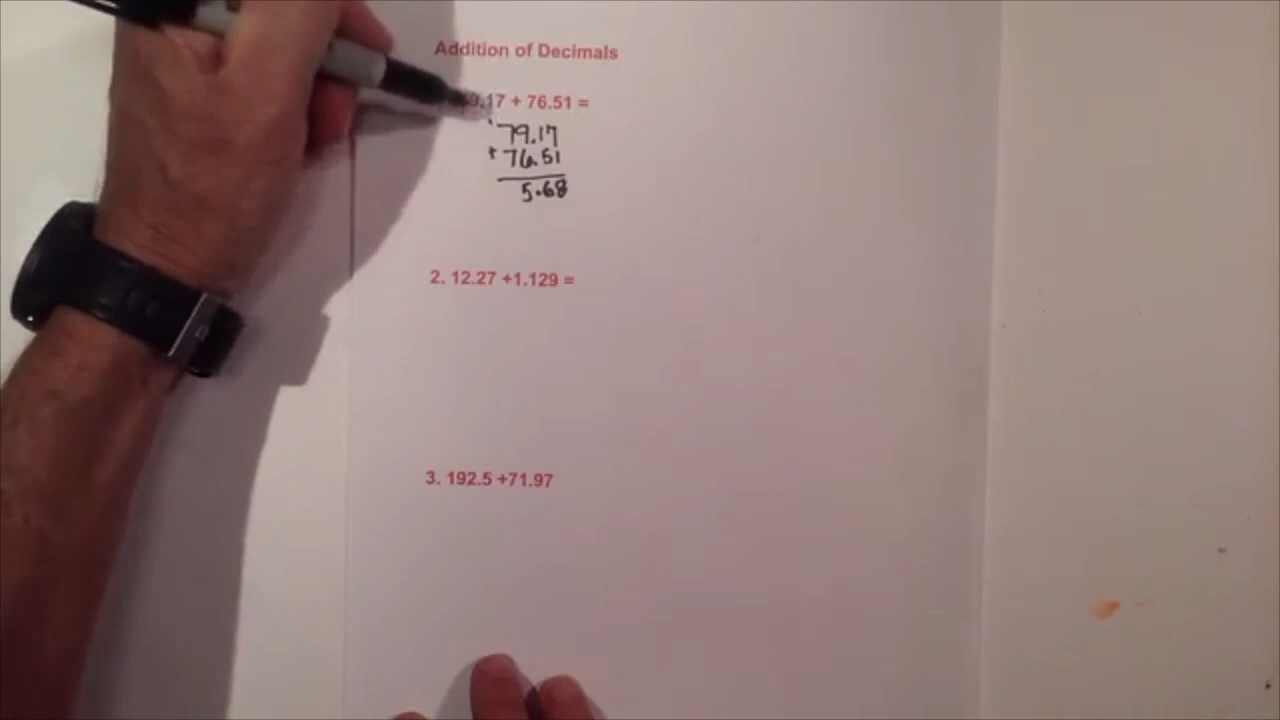 Addition of Decimals
9.17 + 76.51 =
79.17
+ 76.51
5.68
2. 12.27 +1.129 =
3. 192.5 +71.97